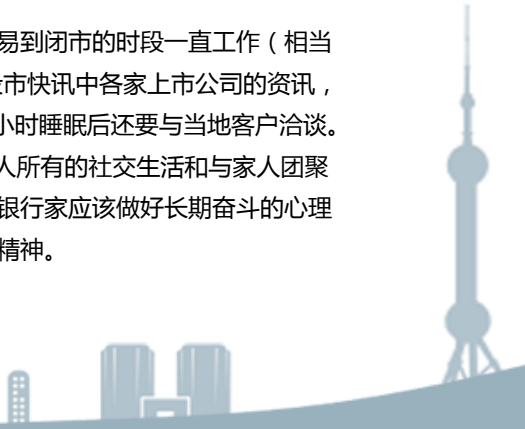 易到闭市的时段一直工作（相当
市快讯中各家上市公司的资讯，
小时睡眠后还要与当地客户洽谈。
人所有的社交生活和与家人团聚
银行家应该做好长期奋斗的心理
精神。